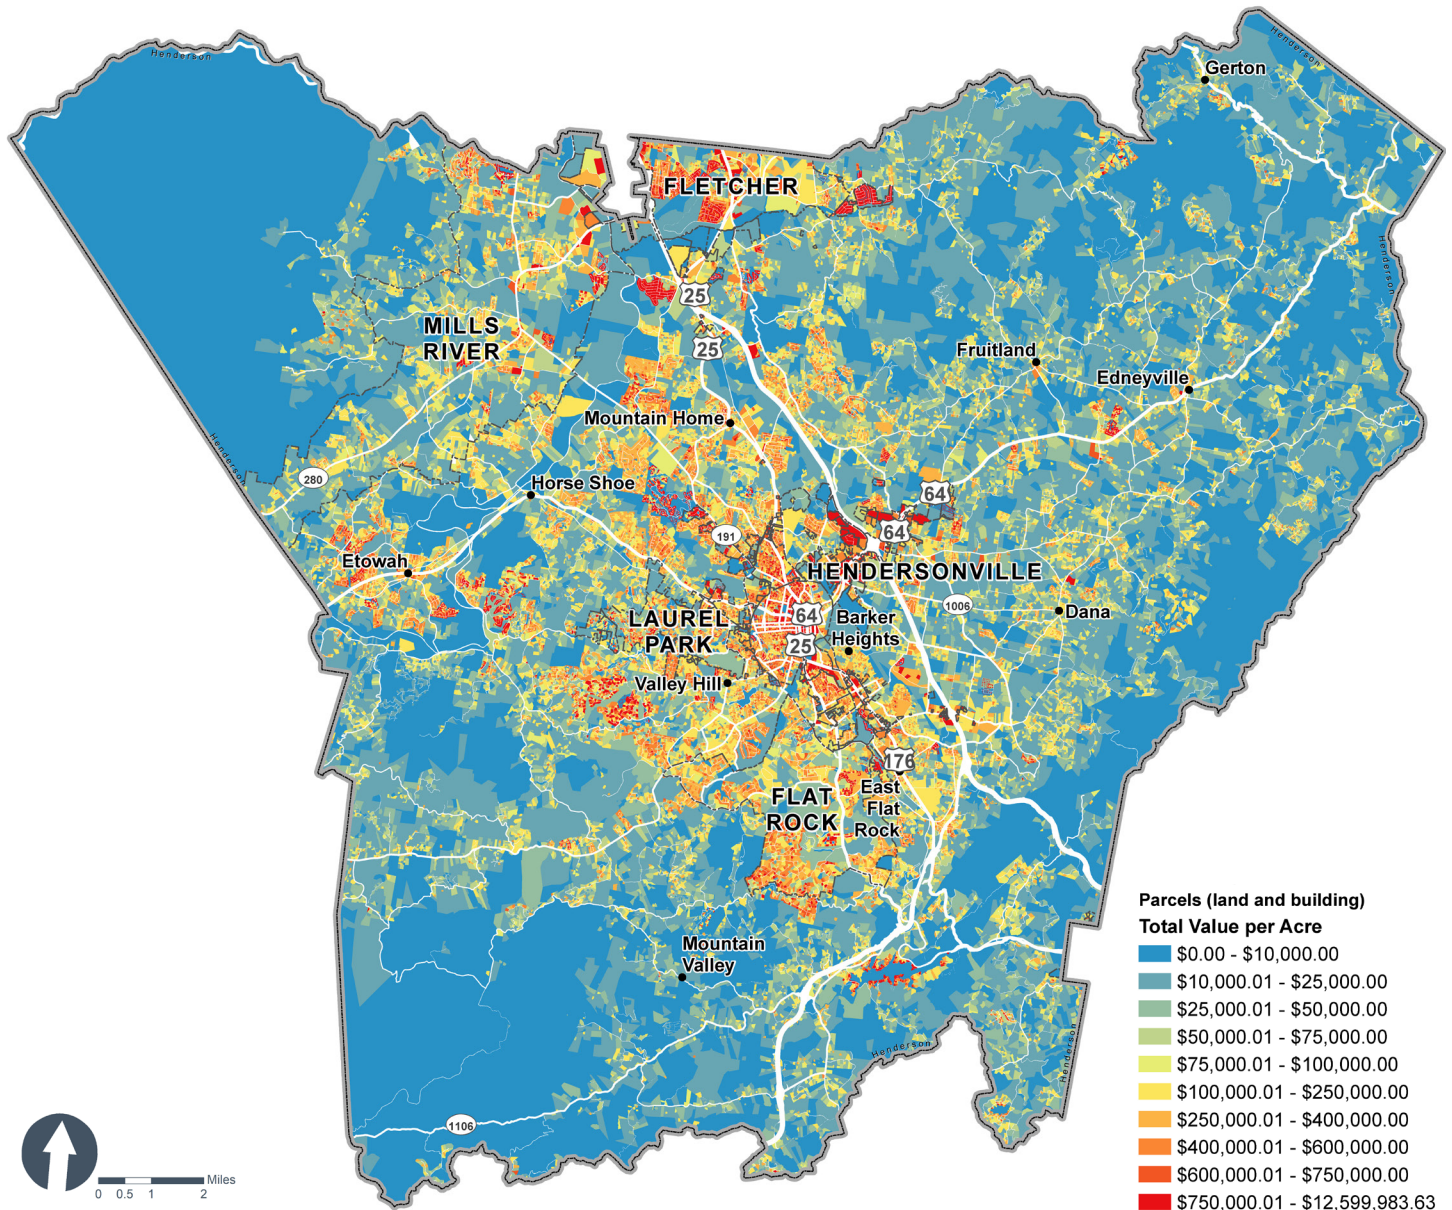 Henderson
Henderson
Gerton
FLETCHER
Henderson
25
MILLS
RIVER
25
Fruitland
Edneyville
Mountain Home
Henderson
280
Horse Shoe
64
191
64
Etowah
HENDERSONVILLE
1006
Dana
LAUREL
PARK
64
Barker
Heights
25
Valley Hill
176
FLAT
ROCK
East
Flat
Rock
Mountain
Valley
Henderson
Henderson
1106
Parcels (land and building)
Total Value per Acre
$0.00 - $10,000.00
$10,000.01 - $25,000.00
$25,000.01 - $50,000.00
$50,000.01 - $75,000.00
$75,000.01 - $100,000.00
$100,000.01 - $250,000.00
$250,000.01 - $400,000.00
$400,000.01 - $600,000.00
$600,000.01 - $750,000.00
$750,000.01 - $12,599,983.63
Miles
0 0.5 1 2